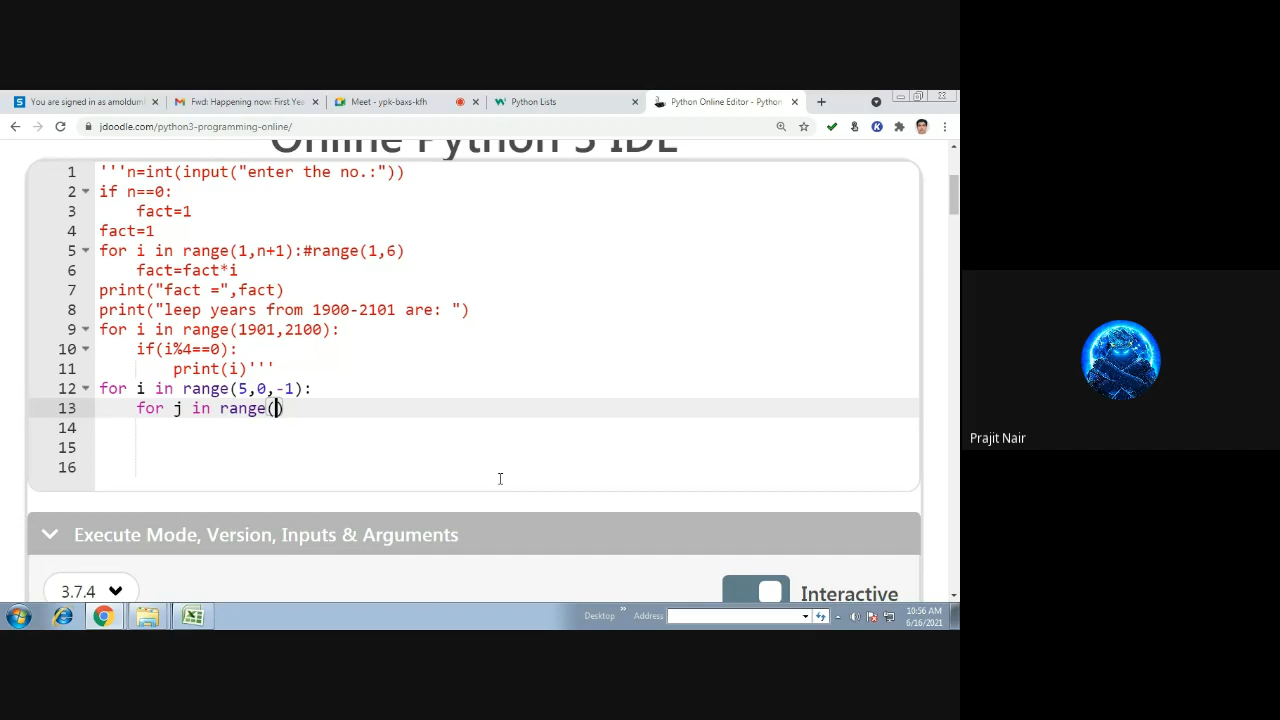 You are signed in as amoldum
Fwd: Happening now: First Yea
Meet - ypk-baxs-kfh
Python Lists
Python Online Editor - Python
jdoodle.com/python3-programming-online/
Online Python 3 IDE
1 '''n=int(input("enter the no.:"))
2 if n==0:
3 fact=1
4 fact=1
5 for i in range(1,n+1):#range(1,6)
6 fact=fact*i
7 print("fact =",fact)
8 print("leep years from 1900-2101 are: ")
9 for i in range(1901,2100):
10 if(i%4==0):
11 print(i)'''
12 for i in range(5,0,-1):
13 for j in range()
14
15
16
Prajit Nair
Execute Mode, Version, Inputs & Arguments
3.7.4
Interactive
Desktop
Address
10:56 AM
6/16/2021